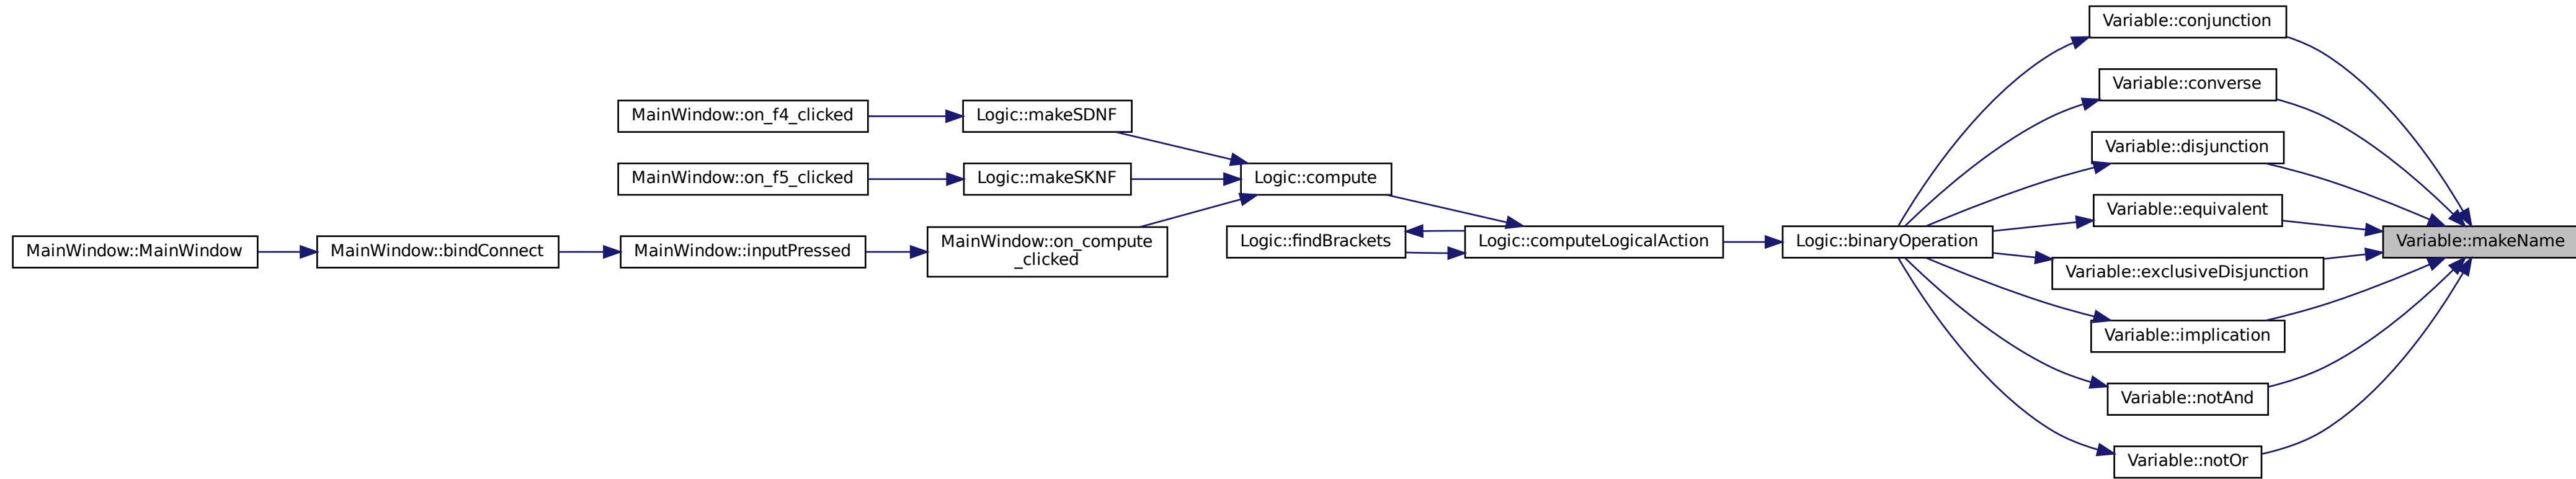 MainWindow::MainWindow
MainWindow::bindConnect
MainWindow::inputPressed
MainWindow::on_f4_clicked
MainWindow::on_f5_clicked
MainWindow::on_compute
_clicked
Logic::makeSDNF
Logic::makeSKNF
Logic::compute
Logic::findBrackets
Logic::computeLogicalAction
Logic::binaryOperation
Variable::conjunction
Variable::converse
Variable::disjunction
Variable::equivalent
Variable::exclusiveDisjunction
Variable::implication
Variable::notAnd
Variable::notOr
Variable::makeName